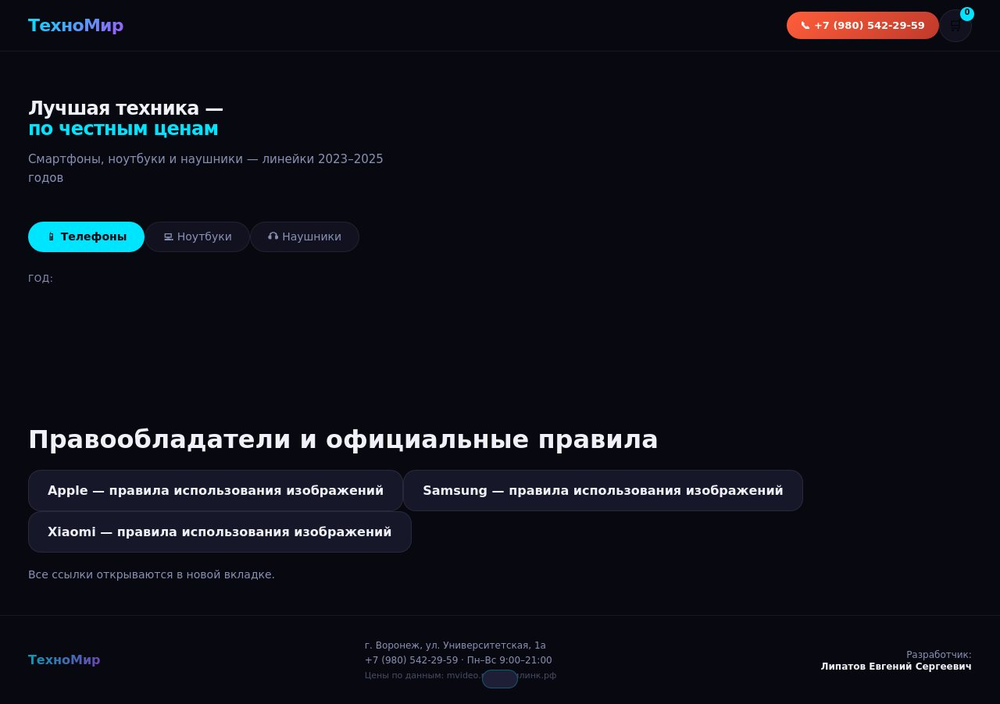 ТехноМир
+7 (980) 542-29-59
0
Лучшая техника —
по честным ценам
Смартфоны, ноутбуки и наушники — линейки 2023–2025
годов
Телефоны
Ноутбуки
Наушники
ГОД:
Правообладатели и официальные правила
Apple — правила использования изображений
Samsung — правила использования изображений
Xiaomi — правила использования изображений
Все ссылки открываются в новой вкладке.
ТехноМир
г. Воронеж, ул. Университетская, 1а
+7 (980) 542-29-59 · Пн–Вс 9:00–21:00
Цены по данным:
Разработчик:
Липатов Евгений Сергеевич